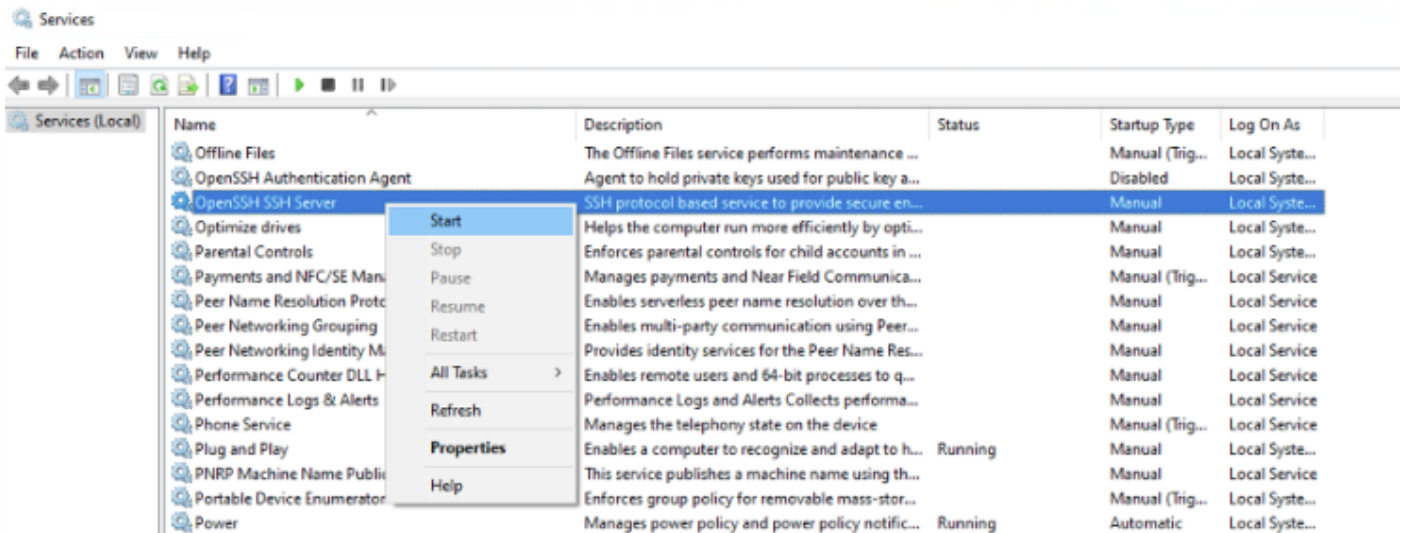 Services
File Action View Help
Services (Local)
Name Description Status Startup Type Log On As
Offline Files The Offline Files service performs maintenance ... Manual (Trig... Local Syste...
OpenSSH Authentication Agent Agent to hold private keys used for public key a... Disabled Local Syste...
OpenSSH SSH Server SSH protocol based service to provide secure en... Manual Local Syste...
Optimize drives Helps the computer run more efficiently by opti... Manual Local Syste...
Parental Controls Enforces parental controls for child accounts in ... Manual Local Syste...
Payments and NFC/SE Man Manages payments and Near Field Communica... Manual (Trig... Local Service
Peer Name Resolution Proto Enables serverless peer name resolution over th... Manual Local Service
Peer Networking Grouping Enables multi-party communication using Peer... Manual Local Service
Peer Networking Identity M Provides identity services for the Peer Name Res... Manual Local Service
Performance Counter DLL H Enables remote users and 64-bit processes to q... Manual Local Service
Performance Logs & Alerts Performance Logs and Alerts Collects performa... Manual Local Service
Phone Service Manages the telephony state on the device Manual (Trig... Local Service
Plug and Play Enables a computer to recognize and adapt to h... Running Manual Local Syste...
PNRP Machine Name Public This service publishes a machine name using th... Manual Local Service
Portable Device Enumerator Enforces group policy for removable mass-stor... Manual (Trig... Local Syste...
Power Manages power policy and power policy notific... Running Automatic Local Syste...
Start
Stop
Pause
Resume
Restart
All Tasks
Refresh
Properties
Help